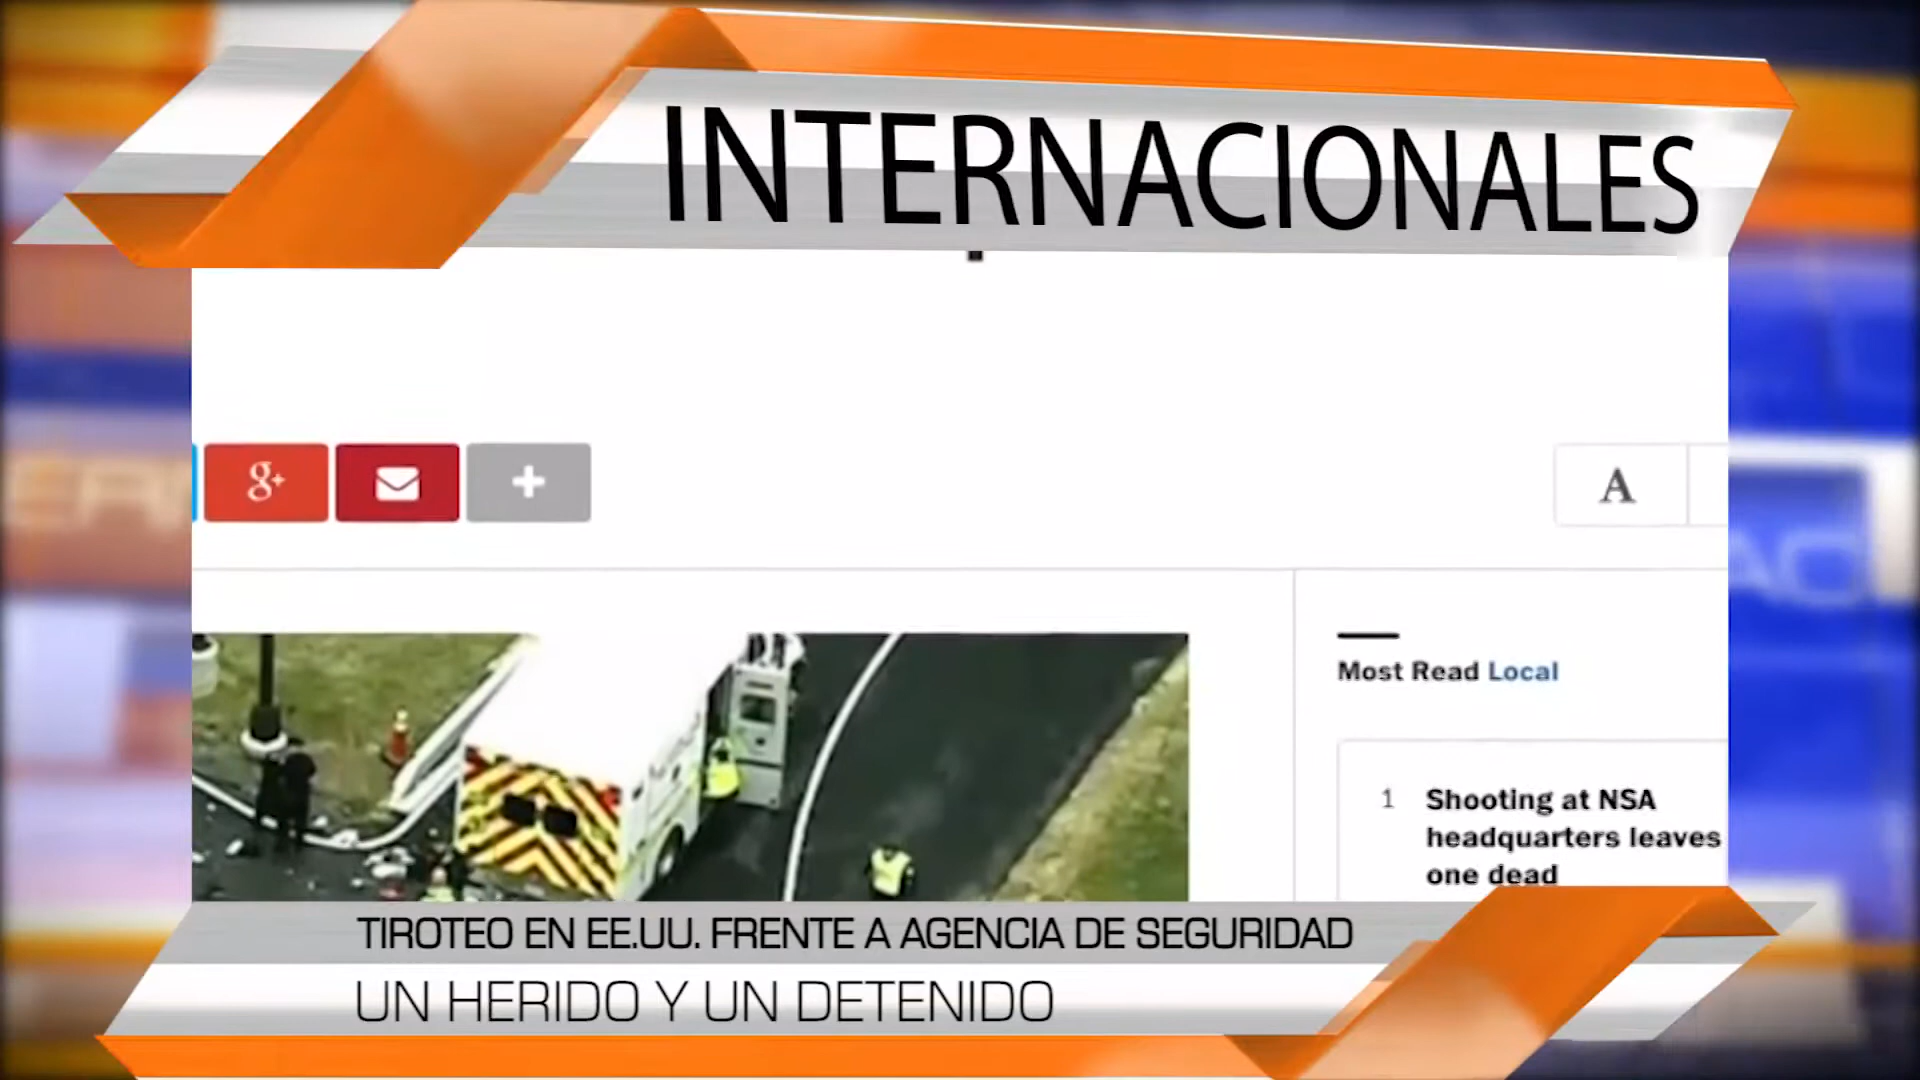 INTERNACIONALES
g+
A
Most Read Local
1 Shooting at NSA
headquarters leaves
one dead
TIROTEO EN EE.UU. FRENTE A AGENCIA DE SEGURIDAD
UN HERIDO Y UN DETENIDO